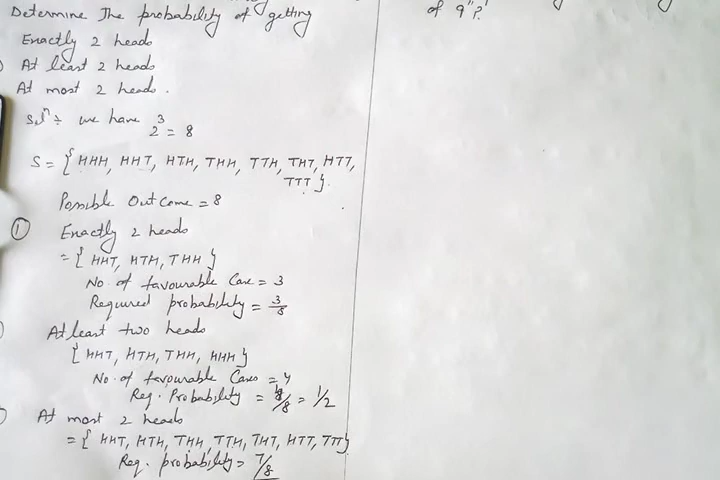 Determine The probability of getting
Exactly 2 heads
At least 2 heads
At most 2 heads.
Solⁿ:- we have 2³ = 8
S = { HHH, HHT, HTH, THH, TTH, THT, HTT,
TTT }.
Possible Outcome = 8
① Exactly 2 heads
= { HHT, HTH, THH }
No. of favourable Case = 3
Required probability = 3/8
At least two heads
{ HHT, HTH, THH, HHH }
No. of favourable Cases = 4
Req. Probability = 4/8 = 1/2
At most 2 heads
= { HHT, HTH, THH, TTH, THT, HTT, TTT }
Req. probability = 7/8
of 9"?